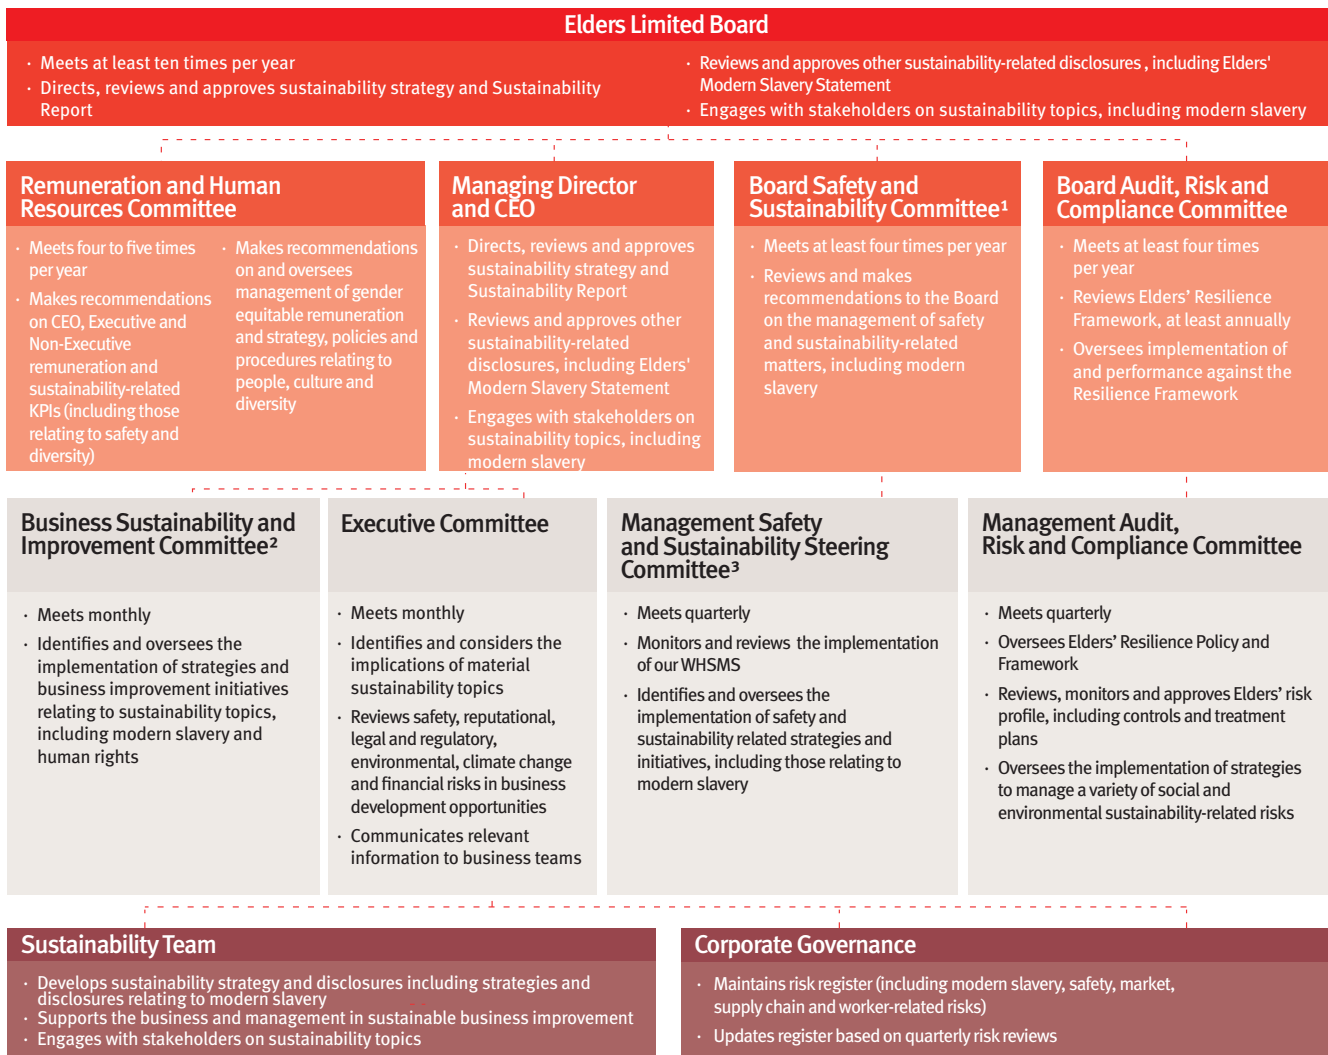 Elders Limited Board
· Meets at least ten times per year
· Directs, reviews and approves sustainability strategy and Sustainability
Report
· Reviews and approves other sustainability-related disclosures , including Elders'
Modern Slavery Statement
· Engages with stakeholders on sustainability topics, including modern slavery
Remuneration and Human
Resources Committee
· Meets four to five times
per year
· Makes recommendations
on CEO, Executive and
Non-Executive
remuneration and
sustainability-related
KPIs (including those
relating to safety and
diversity)
· Makes recommendations
on and oversees
management of gender
equitable remuneration
and strategy, policies and
procedures relating to
people, culture and
diversity
Managing Director
and CEO
· Directs, reviews and approves
sustainability strategy and
Sustainability Report
· Reviews and approves other
sustainability-related
disclosures, including Elders'
Modern Slavery Statement
· Engages with stakeholders on
sustainability topics, including
modern slavery
Board Safety and
Sustainability Committee¹
· Meets at least four times per year
· Reviews and makes
recommendations to the Board
on the management of safety
and sustainability-related
matters, including modern
slavery
Board Audit, Risk and
Compliance Committee
· Meets at least four times
per year
· Reviews Elders’ Resilience
Framework, at least annually
· Oversees implementation of
and performance against the
Resilience Framework
Business Sustainability and
Improvement Committee²
· Meets monthly
· Identifies and oversees the
implementation of strategies and
business improvement initiatives
relating to sustainability topics,
including modern slavery and
human rights
Executive Committee
· Meets monthly
· Identifies and considers the
implications of material
sustainability topics
· Reviews safety, reputational,
legal and regulatory,
environmental, climate change
and financial risks in business
development opportunities
· Communicates relevant
information to business teams
Management Safety
and Sustainability Steering
Committee³
· Meets quarterly
· Monitors and reviews the implementation
of our WHSMS
· Identifies and oversees the
implementation of safety and
sustainability related strategies and
initiatives, including those relating to
modern slavery
Management Audit,
Risk and Compliance Committee
· Meets quarterly
· Oversees Elders’ Resilience Policy and
Framework
· Reviews, monitors and approves Elders’ risk
profile, including controls and treatment
plans
· Oversees the implementation of strategies
to manage a variety of social and
environmental sustainability-related risks
Sustainability Team
· Develops sustainability strategy and disclosures including strategies and
disclosures relating to modern slavery
· Supports the business and management in sustainable business improvement
· Engages with stakeholders on sustainability topics
Corporate Governance
· Maintains risk register (including modern slavery, safety, market,
supply chain and worker-related risks)
· Updates register based on quarterly risk reviews